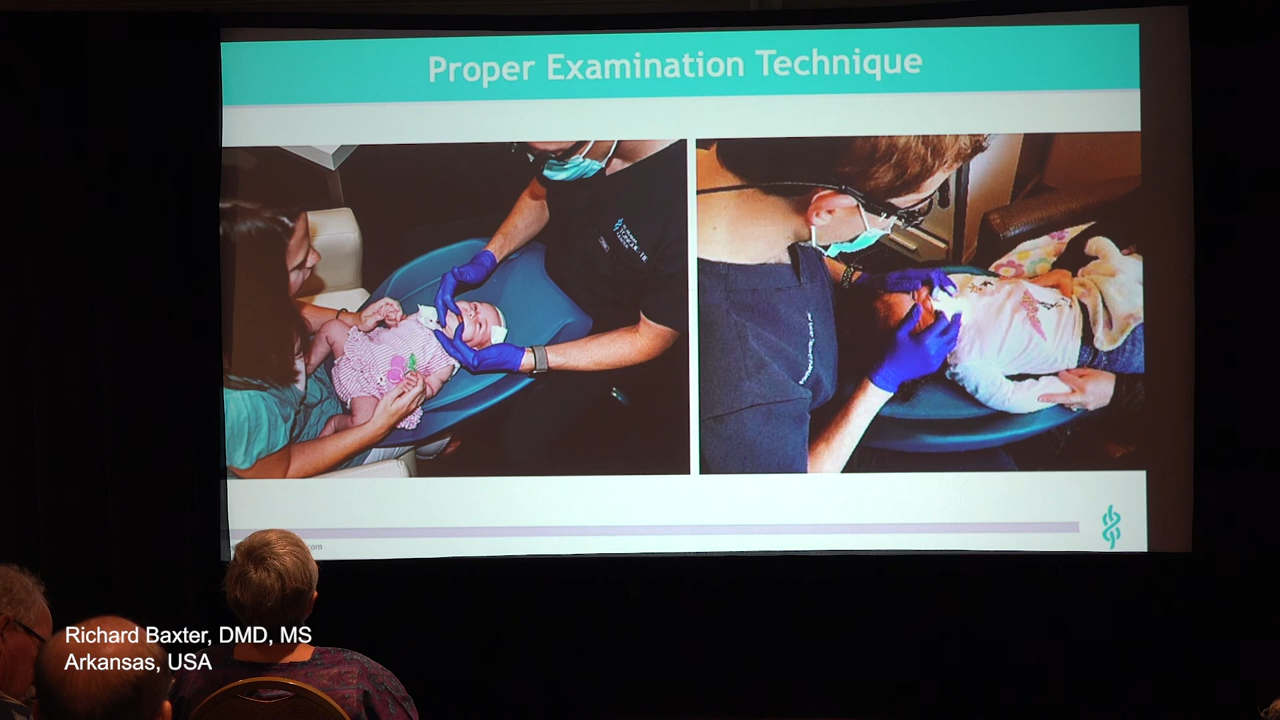 Proper Examination Technique
Richard Baxter, DMD, MS
Arkansas, USA